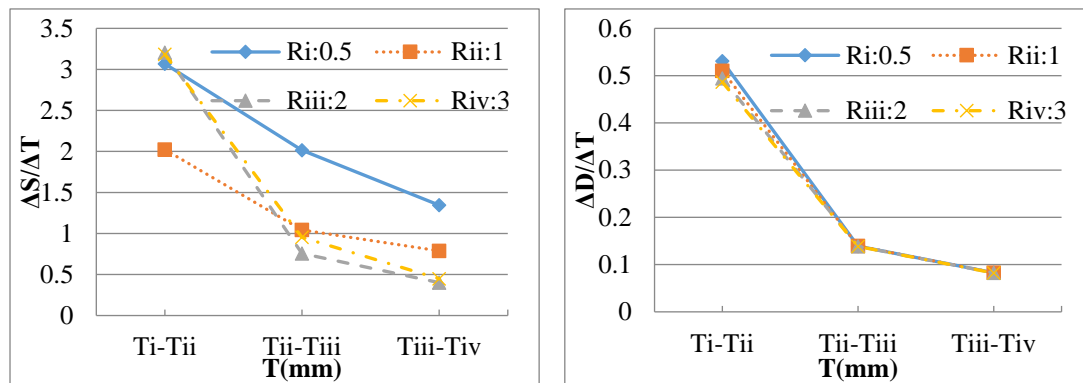 3.5
3
2.5
2
1.5
1
0.5
0
ΔS/ΔT
Ri:0.5 Rii:1
Riii:2 Riv:3
Ti-Tii Tii-Tiii Tiii-Tiv
T(mm)
0.6
0.5
0.4
0.3
0.2
0.1
0
ΔD/ΔT
Ri:0.5 Rii:1
Riii:2 Riv:3
Ti-Tii Tii-Tiii Tiii-Tiv
T(mm)